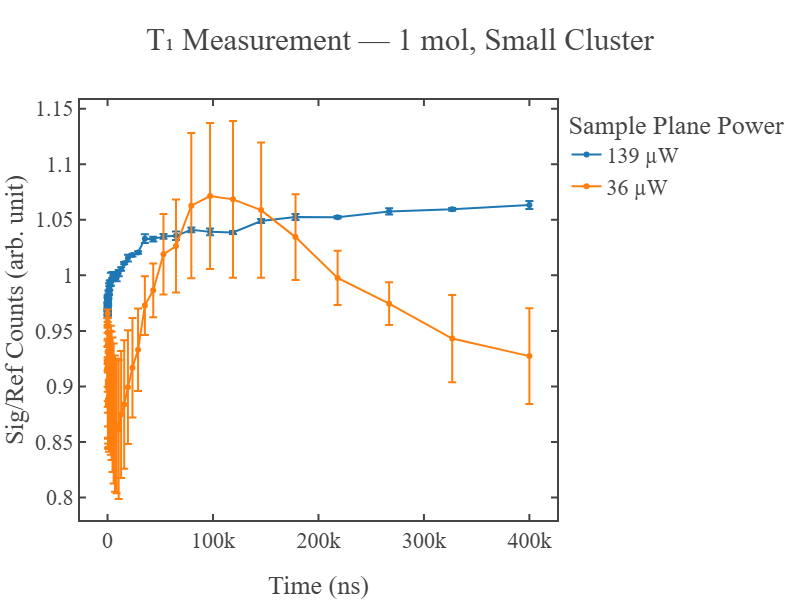 T₁ Measurement — 1 mol, Small Cluster
Sample Plane Power
139 µW
36 µW
Sig/Ref Counts (arb. unit)
1.15
1.1
1.05
1
0.95
0.9
0.85
0.8
0
100k
200k
300k
400k
Time (ns)